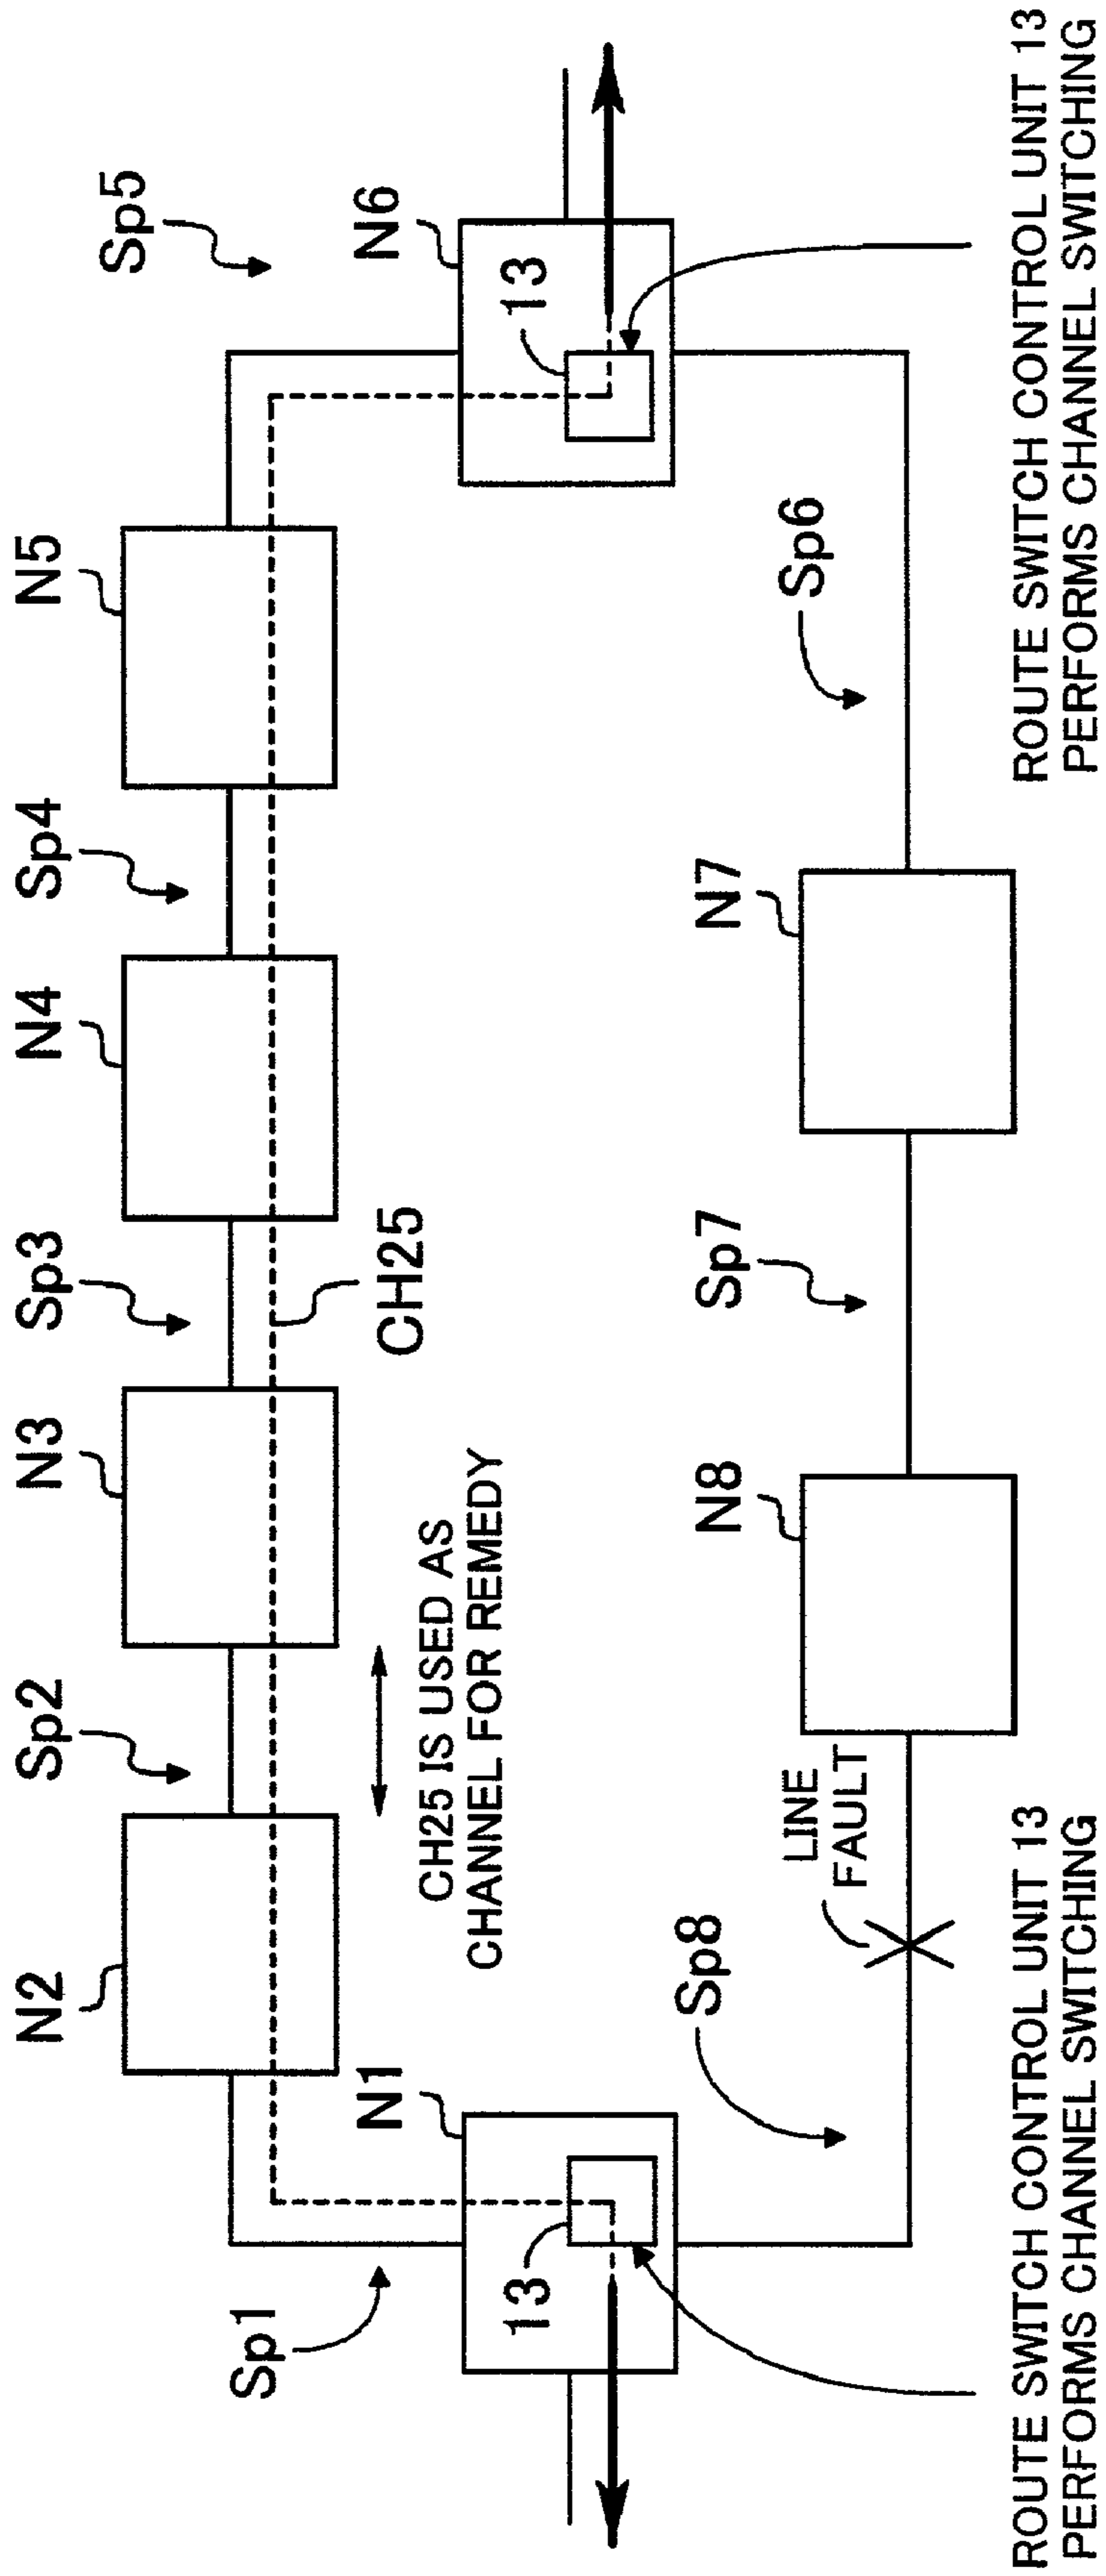 Sp5
N5
Sp4
N4
Sp3
N3
Sp2
N2
N6
13
CH25
CH25 IS USED AS
CHANNEL FOR REMEDY
N1
13
Sp1
Sp6
N7
Sp7
N8
LINE
FAULT
Sp8
ROUTE SWITCH CONTROL UNIT 13
PERFORMS CHANNEL SWITCHING
ROUTE SWITCH CONTROL UNIT 13
PERFORMS CHANNEL SWITCHING